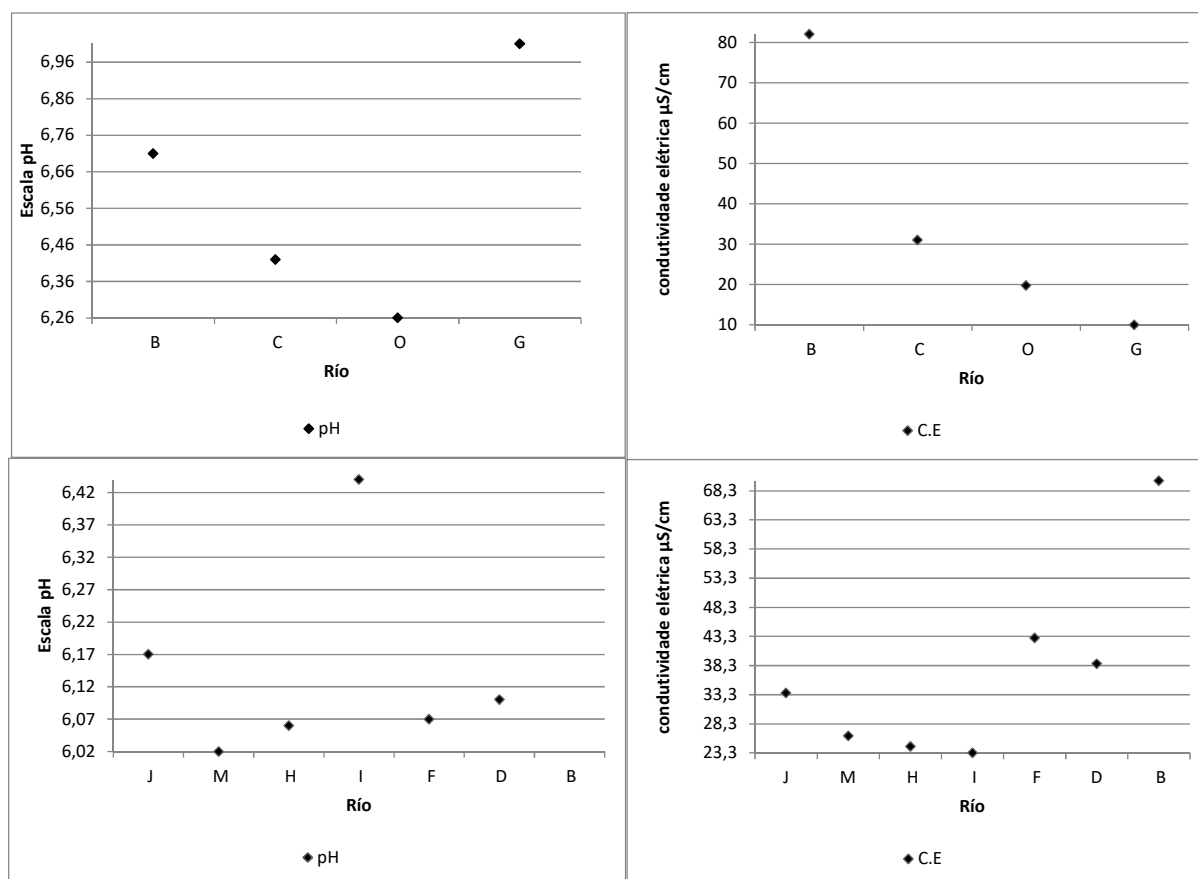 Escala pH
6,96
6,86
6,76
6,66
6,56
6,46
6,36
6,26
B C O G
Río
pH
condutividade elétrica µS/cm
80
70
60
50
40
30
20
10
B C O G
Río
C.E
Escala pH
6,42
6,37
6,32
6,27
6,22
6,17
6,12
6,07
6,02
J M H I F D B
Río
pH
condutividade elétrica µS/cm
68,3
63,3
58,3
53,3
48,3
43,3
38,3
33,3
28,3
23,3
J M H I F D B
Río
C.E